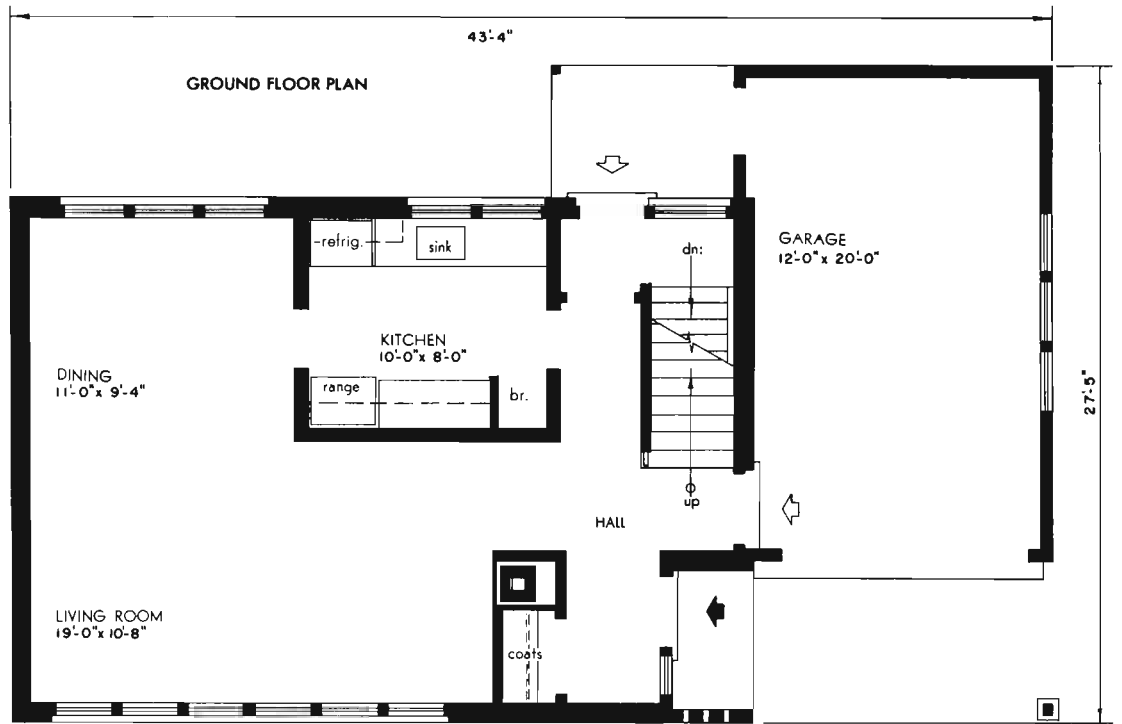 43'-4"
GROUND FLOOR PLAN
refrig.
sink
dn:
GARAGE
12'-0" x 20'-0"
KITCHEN
10'-0" x 8'-0"
DINING
11'-0" x 9'-4"
range
br.
27'-5"
up
HALL
LIVING ROOM
19'-0" x 10'-8"
coats